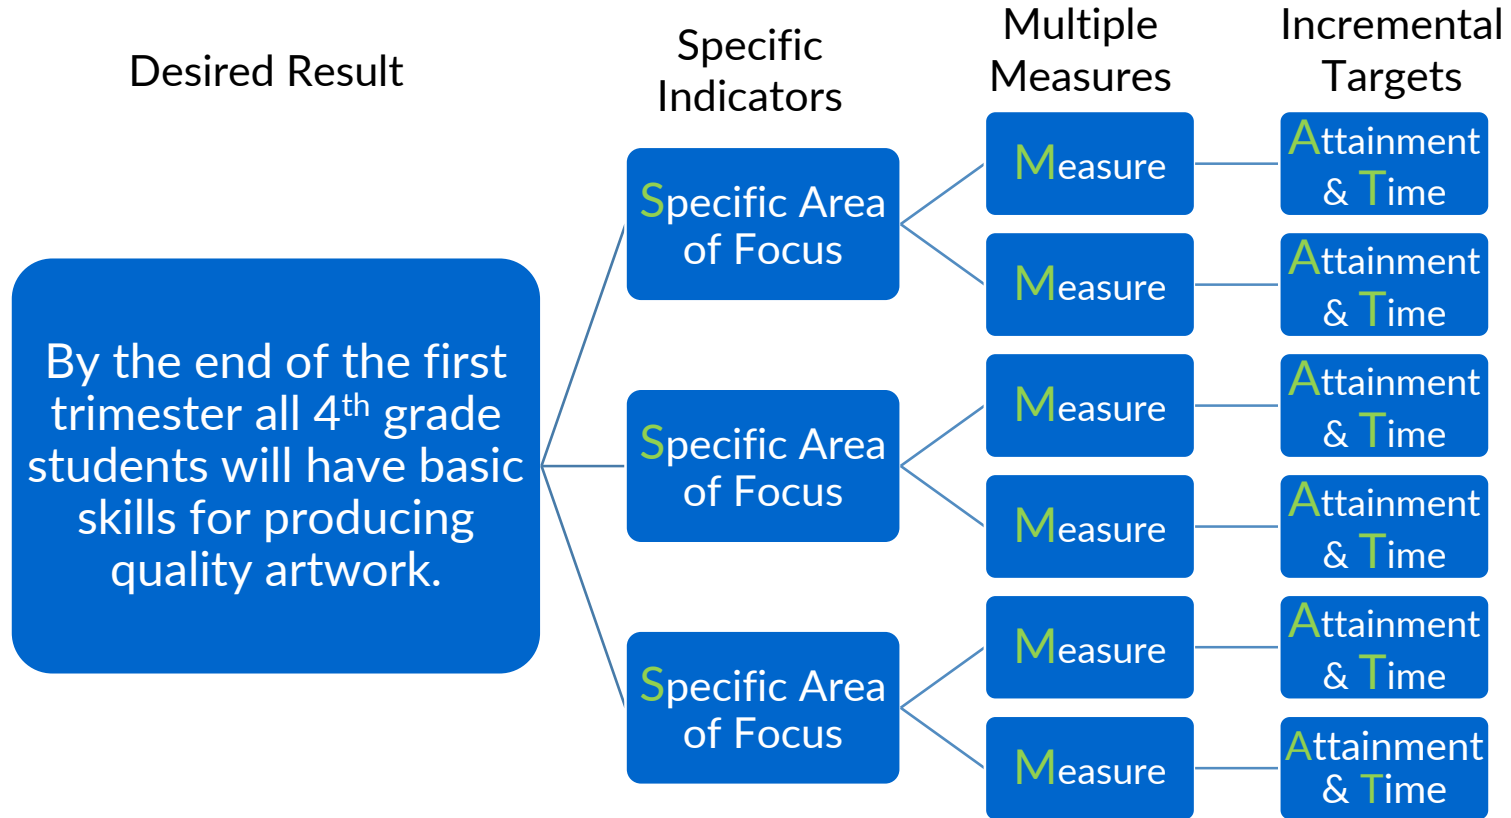 Desired Result
Specific
Indicators
Multiple
Measures
Incremental
Targets
By the end of the first
trimester all 4th grade
students will have basic
skills for producing
quality artwork.
Specific Area
of Focus
Measure
Attainment
& Time
Measure
Attainment
& Time
Specific Area
of Focus
Measure
Attainment
& Time
Measure
Attainment
& Time
Specific Area
of Focus
Measure
Attainment
& Time
Measure
Attainment
& Time